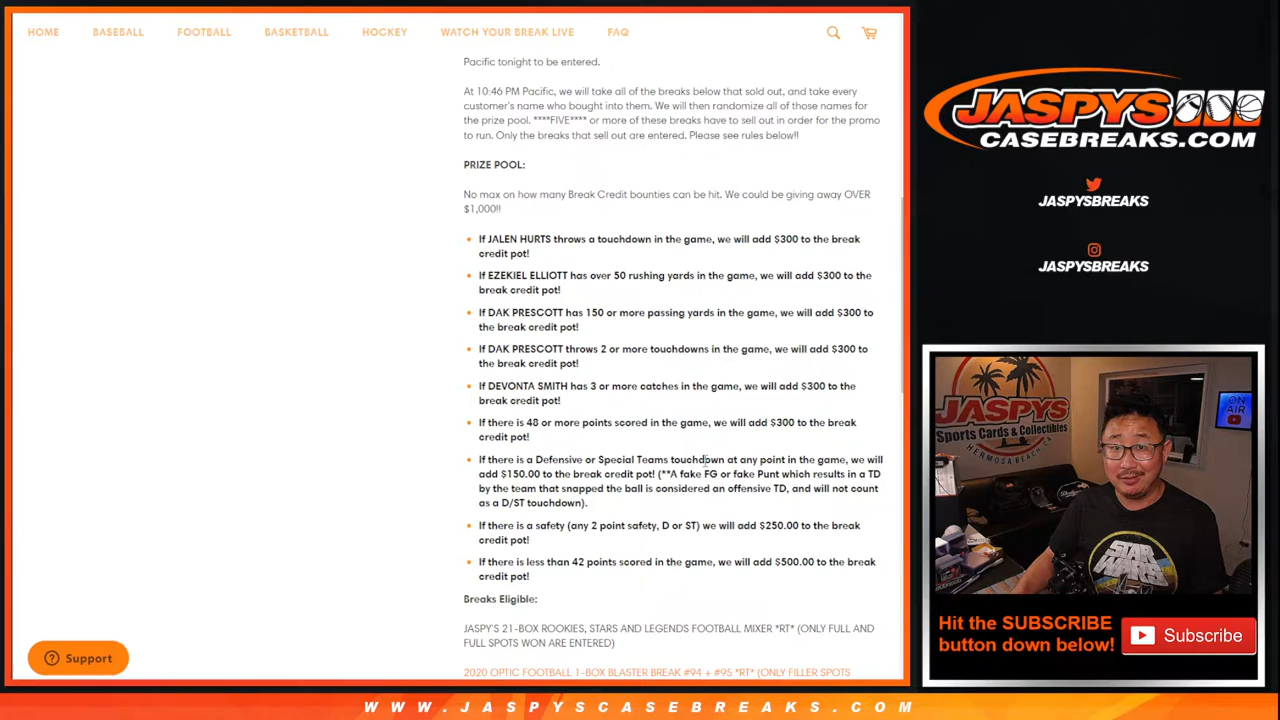 HOME BASEBALL FOOTBALL BASKETBALL HOCKEY WATCH YOUR BREAK LIVE FAQ
Pacific tonight to be entered.
At 10:46 PM Pacific, we will take all of the breaks below that sold out, and take every
customer's name who bought into them. We will then randomize all of those names for
the prize pool. ****FIVE**** or more of these breaks have to sell out in order for the promo
to run. Only the breaks that sell out are entered. Please see rules below!!
PRIZE POOL:
No max on how many Break Credit bounties can be hit. We could be giving away OVER
$1,000!!
If JALEN HURTS throws a touchdown in the game, we will add $300 to the break
credit pot!
If EZEKIEL ELLIOTT has over 50 rushing yards in the game, we will add $300 to the
break credit pot!
If DAK PRESCOTT has 150 or more passing yards in the game, we will add $300 to
the break credit pot!
If DAK PRESCOTT throws 2 or more touchdowns in the game, we will add $300 to
the break credit pot!
If DEVONTA SMITH has 3 or more catches in the game, we will add $300 to the
break credit pot!
If there is 48 or more points scored in the game, we will add $300 to the break
credit pot!
If there is a Defensive or Special Teams touchdown at any point in the game, we will
add $150.00 to the break credit pot! (**A fake FG or fake Punt which results in a TD
by the team that snapped the ball is considered an offensive TD, and will not count
as a D/ST touchdown).
If there is a safety (any 2 point safety, D or ST) we will add $250.00 to the break
credit pot!
If there is less than 42 points scored in the game, we will add $500.00 to the break
credit pot!
Breaks Eligible:
JASPY'S 21-BOX ROOKIES, STARS AND LEGENDS FOOTBALL MIXER *RT* (ONLY FULL AND
FULL SPOTS WON ARE ENTERED)
2020 OPTIC FOOTBALL 1-BOX BLASTER BREAK #94 + #95 *RT* (ONLY FILLER SPOTS
Support
JASPYS
CASEBREAKS.COM
JASPYSBREAKS
JASPYSBREAKS
JASPYS
Sports Cards & Collectibles
HERMOSA BEACH
ON
AIR
STAR
WARS
Hit the SUBSCRIBE
button down below!
Subscribe
WWW.JASPYSCASEBREAKS.COM